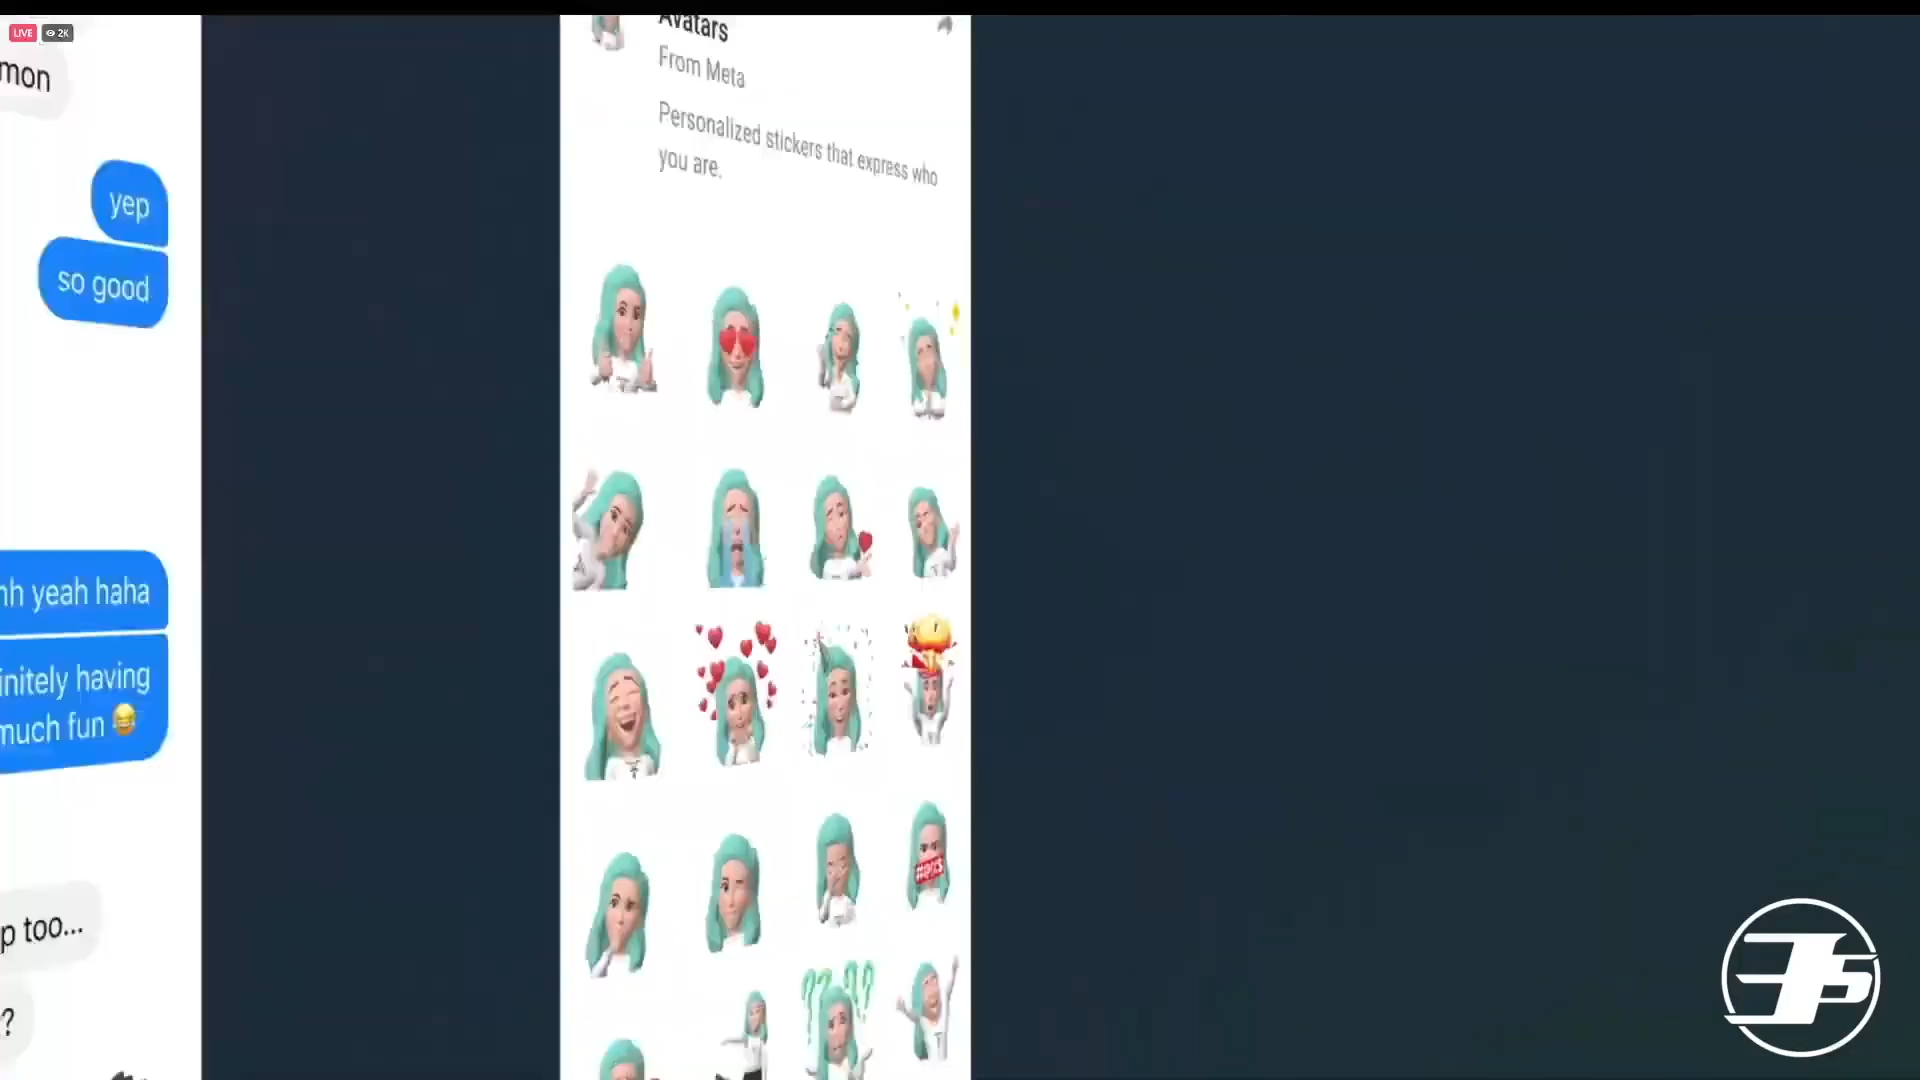 LIVE
2K
mon
yep
so good
hh yeah haha
initely having
much fun
p too...
?
Avatars
From Meta
Personalized stickers that express who
you are.